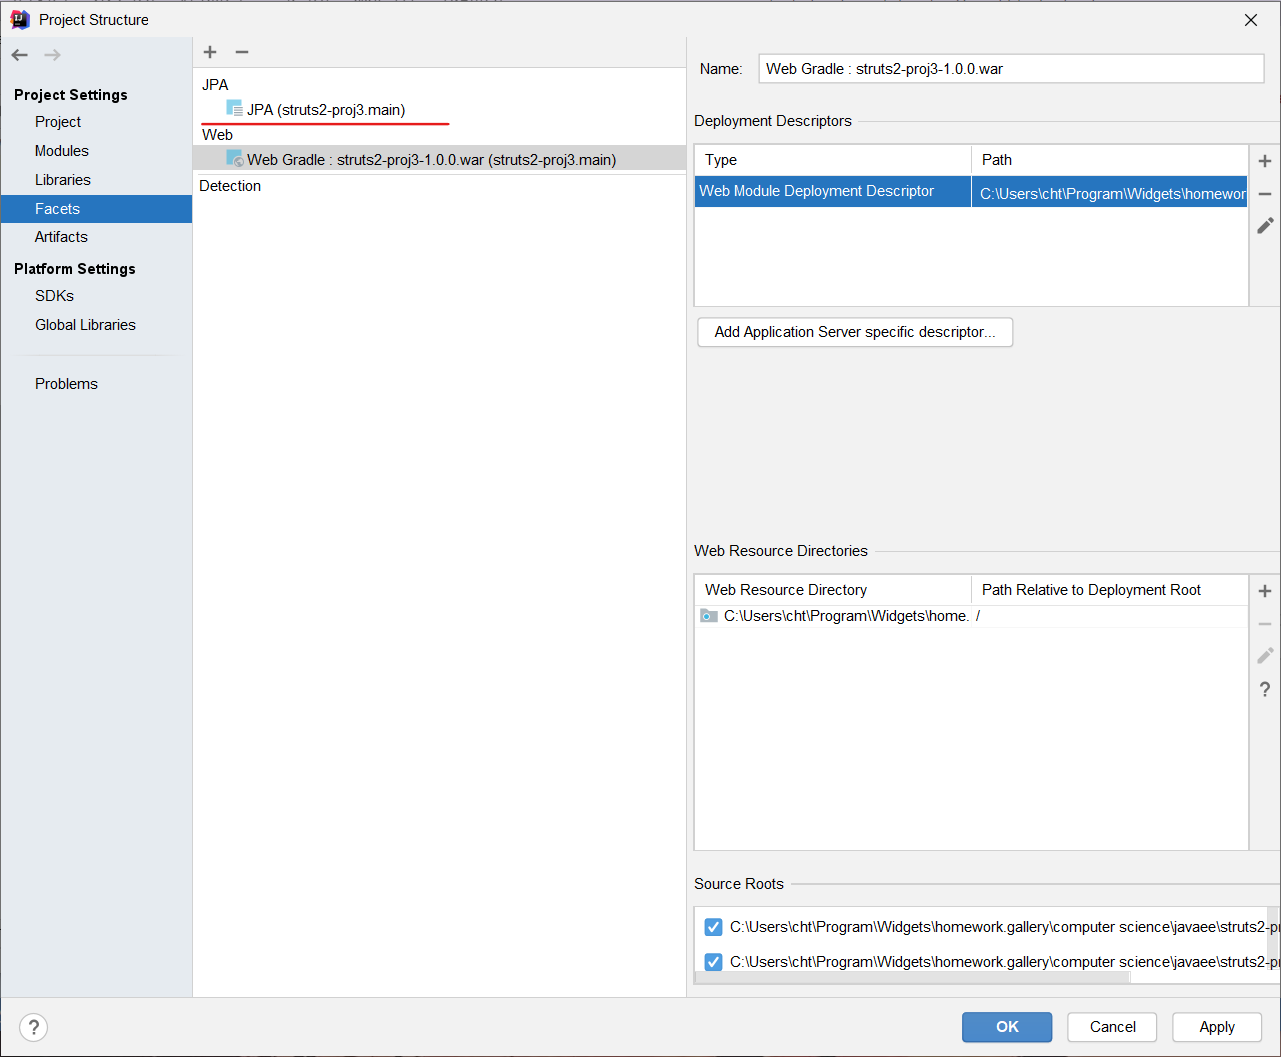 Project Structure
Project Settings
Project
Modules
Libraries
Facets
Artifacts
Platform Settings
SDKs
Global Libraries
Problems
JPA
JPA (struts2-proj3.main)
Web
Web Gradle : struts2-proj3-1.0.0.war (struts2-proj3.main)
Detection
Name: Web Gradle : struts2-proj3-1.0.0.war
Deployment Descriptors
Type Path
Web Module Deployment Descriptor C:\Users\cht\Program\Widgets\homewor
Add Application Server specific descriptor...
Web Resource Directories
Web Resource Directory Path Relative to Deployment Root
C:\Users\cht\Program\Widgets\home. /
?
Source Roots
C:\Users\cht\Program\Widgets\homework.gallery\computer science\javaee\struts2-pr
C:\Users\cht\Program\Widgets\homework.gallery\computer science\javaee\struts2-pr
? OK Cancel Apply